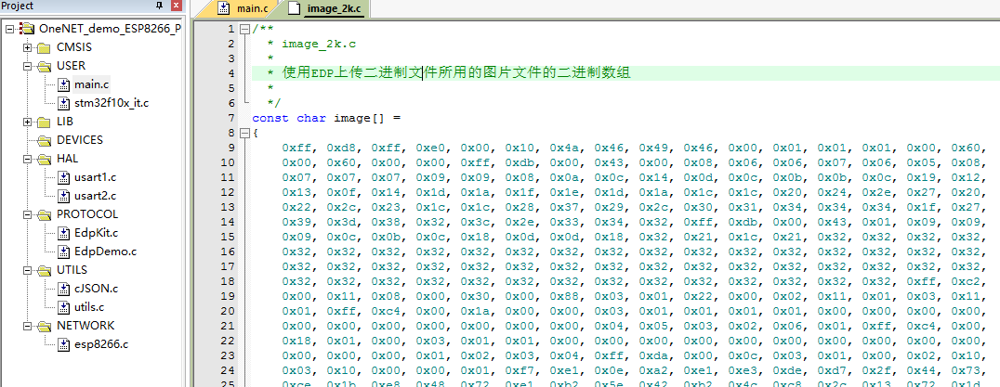 Project
OneNET_demo_ESP8266_P
CMSIS
USER
main.c
stm32f10x_it.c
LIB
DEVICES
HAL
usart1.c
usart2.c
PROTOCOL
EdpKit.c
EdpDemo.c
UTILS
cJSON.c
utils.c
NETWORK
esp8266.c
main.c image_2k.c
1 /**
2 * image_2k.c
3 *
4 * 使用EDP上传二进制文件所用的图片文件的二进制数组
5 *
6 */
7 const char image[] =
8 {
9 0xff, 0xd8, 0xff, 0xe0, 0x00, 0x10, 0x4a, 0x46, 0x49, 0x46, 0x00, 0x01, 0x01, 0x01, 0x00, 0x60,
10 0x00, 0x60, 0x00, 0x00, 0xff, 0xdb, 0x00, 0x43, 0x00, 0x08, 0x06, 0x06, 0x07, 0x06, 0x05, 0x08,
11 0x07, 0x07, 0x07, 0x09, 0x09, 0x08, 0x0a, 0x0c, 0x14, 0x0d, 0x0c, 0x0b, 0x0b, 0x0c, 0x19, 0x12,
12 0x13, 0x0f, 0x14, 0x1d, 0x1a, 0x1f, 0x1e, 0x1d, 0x1a, 0x1c, 0x1c, 0x20, 0x24, 0x2e, 0x27, 0x20,
13 0x22, 0x2c, 0x23, 0x1c, 0x1c, 0x28, 0x37, 0x29, 0x2c, 0x30, 0x31, 0x34, 0x34, 0x34, 0x1f, 0x27,
14 0x39, 0x3d, 0x38, 0x32, 0x3c, 0x2e, 0x33, 0x34, 0x32, 0xff, 0xdb, 0x00, 0x43, 0x01, 0x09, 0x09,
15 0x09, 0x0c, 0x0b, 0x0c, 0x18, 0x0d, 0x0d, 0x18, 0x32, 0x21, 0x1c, 0x21, 0x32, 0x32, 0x32, 0x32,
16 0x32, 0x32, 0x32, 0x32, 0x32, 0x32, 0x32, 0x32, 0x32, 0x32, 0x32, 0x32, 0x32, 0x32, 0x32, 0x32,
17 0x32, 0x32, 0x32, 0x32, 0x32, 0x32, 0x32, 0x32, 0x32, 0x32, 0x32, 0x32, 0x32, 0x32, 0x32, 0x32,
18 0x32, 0x32, 0x32, 0x32, 0x32, 0x32, 0x32, 0x32, 0x32, 0x32, 0x32, 0x32, 0x32, 0x32, 0xff, 0xc2,
19 0x00, 0x11, 0x08, 0x00, 0x30, 0x00, 0x88, 0x03, 0x01, 0x22, 0x00, 0x02, 0x11, 0x01, 0x03, 0x11,
20 0x01, 0xff, 0xc4, 0x00, 0x1a, 0x00, 0x00, 0x03, 0x01, 0x01, 0x01, 0x01, 0x00, 0x00, 0x00, 0x00,
21 0x00, 0x00, 0x00, 0x00, 0x00, 0x00, 0x04, 0x05, 0x03, 0x02, 0x06, 0x01, 0xff, 0xc4, 0x00,
22 0x18, 0x01, 0x00, 0x03, 0x01, 0x01, 0x00, 0x00, 0x00, 0x00, 0x00, 0x00, 0x00, 0x00, 0x00, 0x00,
23 0x00, 0x00, 0x00, 0x01, 0x02, 0x03, 0x04, 0xff, 0xda, 0x00, 0x0c, 0x03, 0x01, 0x00, 0x02, 0x10,
24 0x03, 0x10, 0x00, 0x00, 0x01, 0xf7, 0xe1, 0x0e, 0xa2, 0xe1, 0xe3, 0xde, 0xd7, 0x2f, 0x44, 0x73,
25 0xce, 0x1b, 0xe8, 0x48, 0x72, 0xe1, 0xb2, 0x5e, 0x42, 0xb2, 0x4c, 0xc8, 0x2c, 0x13, 0x72, 0x1d,